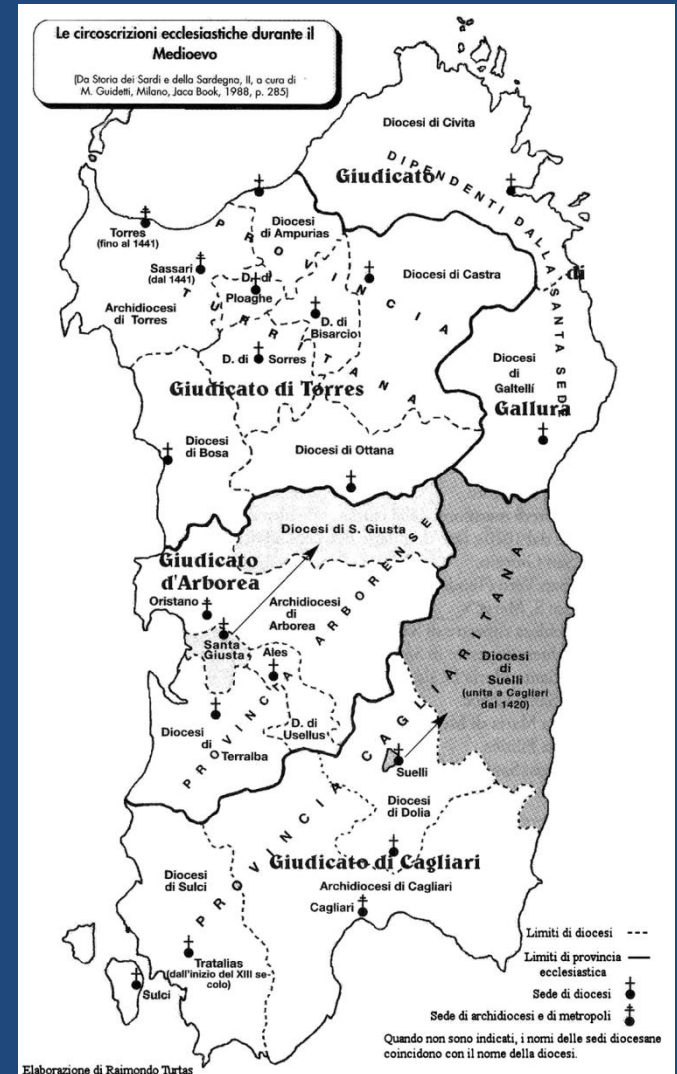 Le circoscrizioni ecclesiastiche durante il
Medioevo
(Da Storia dei Sardi e della Sardegna, II, a cura di
M. Guidetti, Milano, Jaca Book, 1988, p. 285)
Diocesi di Civita
Giudicato
DIPENDENTI DALLA SANTA SEDE
di
Torres
(fino al 1441)
Diocesi
di Ampurias
PROVINCIA
Sassari
(dal 1441)
D. di
Ploaghe
Diocesi di Castra
Archidiocesi
di Torres
TURRITANA
D. di
Bisarcio
D. di Sorres
Diocesi
di
Galtellí
Giudicato di Torres
Gallura
Diocesi
di Bosa
Diocesi di Ottana
Diocesi di S. Giusta
Giudicato
d'Arborea
Oristano
Archidiocesi
di
Arborea
Santa
Giusta
Ales
PROVINCIA ARBORENSE
Diocesi
di
Terralba
D. di
Usellus
Diocesi
di
Suelli
(unita a Cagliari
dal 1420)
PROVINCIA CAGLIARITANA
Suelli
Diocesi
di Dolia
Giudicato di Cagliari
Diocesi
di Sulci
Archidiocesi di Cagliari
Cagliari
Tratalias
(dall'inizio del XIII se-
colo)
Sulci
Limiti di diocesi
Limiti di provincia
ecclesiastica
Sede di diocesi
Sede di archidiocesi e di metropoli
Quando non sono indicati, i nomi delle sedi diocesane
coincidono con il nome della diocesi.
Elaborazione di Raimondo Turtas